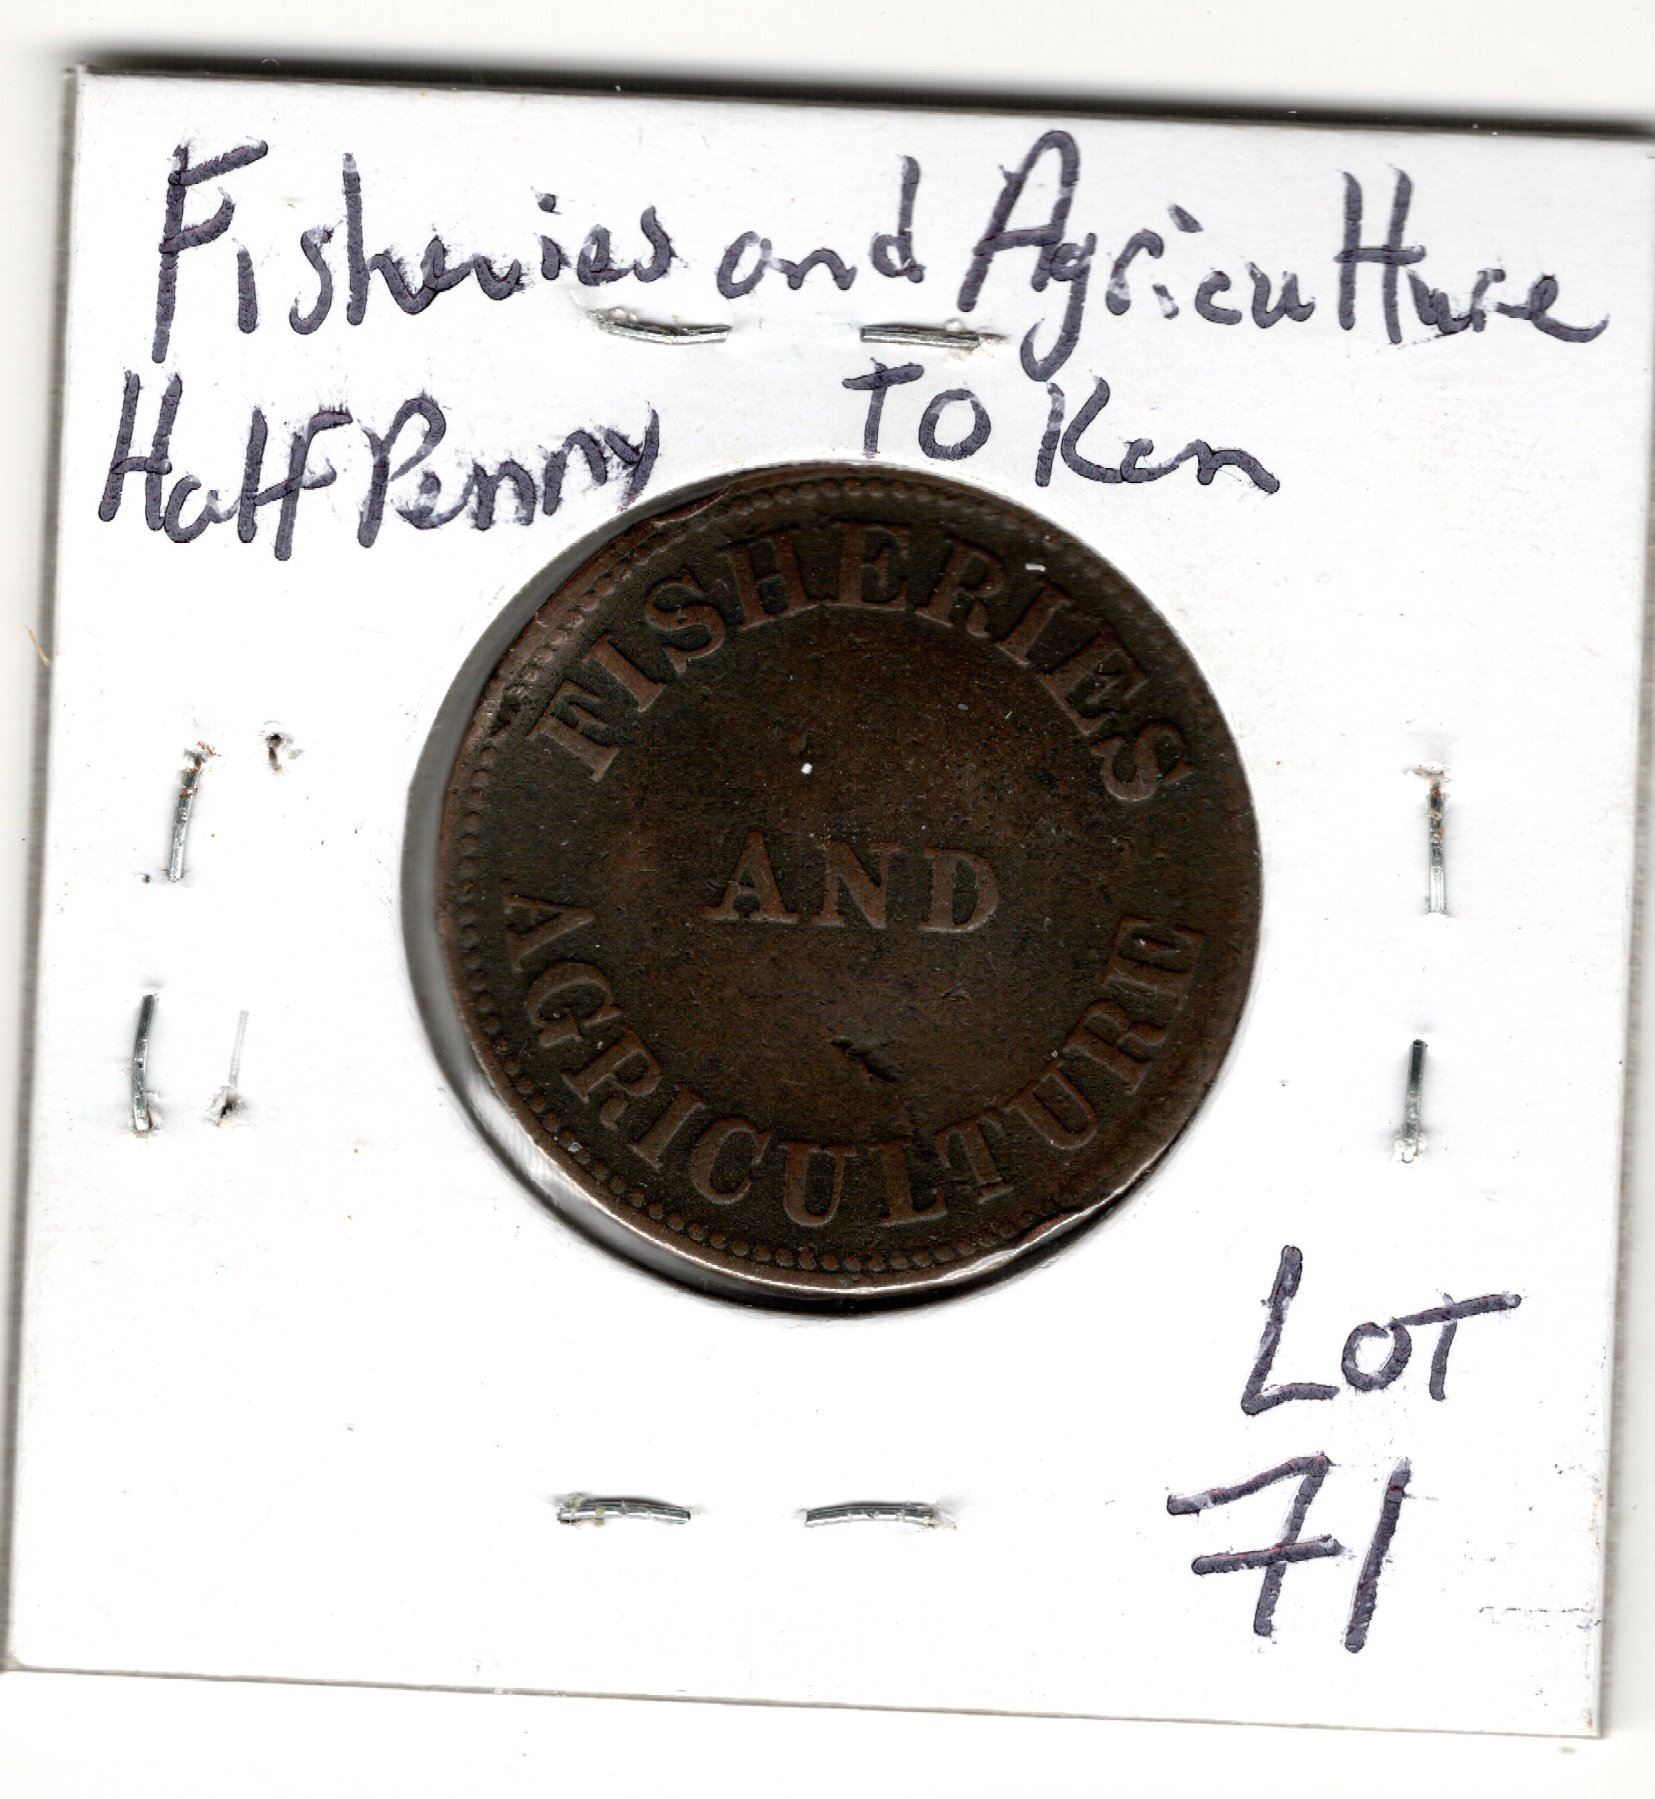 Fisheries and Agriculture
Half Penny Token
FISHERIES
AND
AGRICULTURE
LOT
71